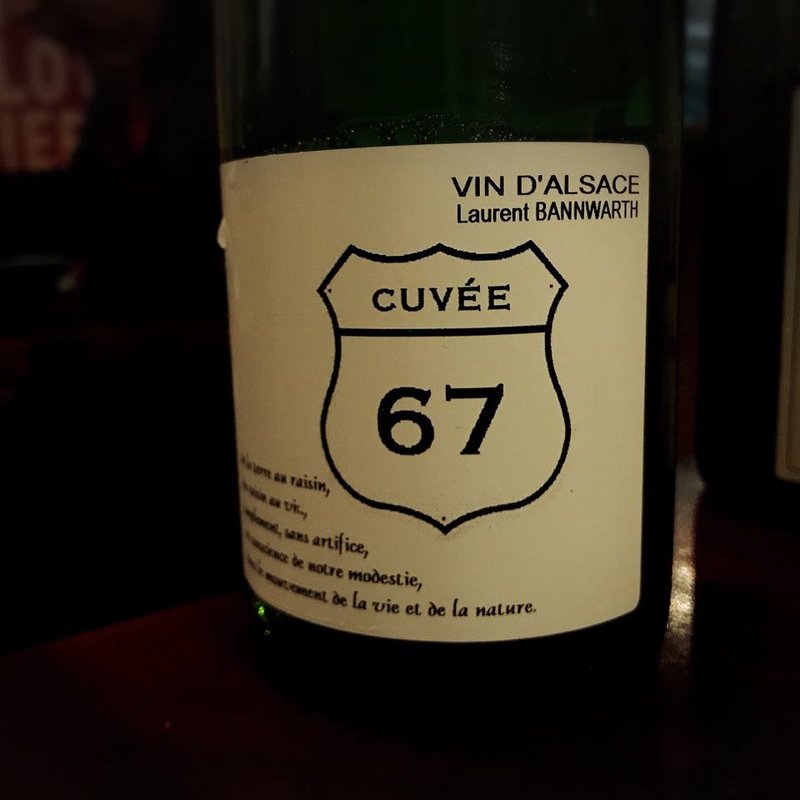 VIN D'ALSACE
Laurent BANNWARTH
CUVÉE
67
la terre au raisin,
raisin au vin,
sans artifice,
conscience de notre modestie,
mouvement de la vie et de la nature.